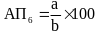 АП₆ = a/b × 100